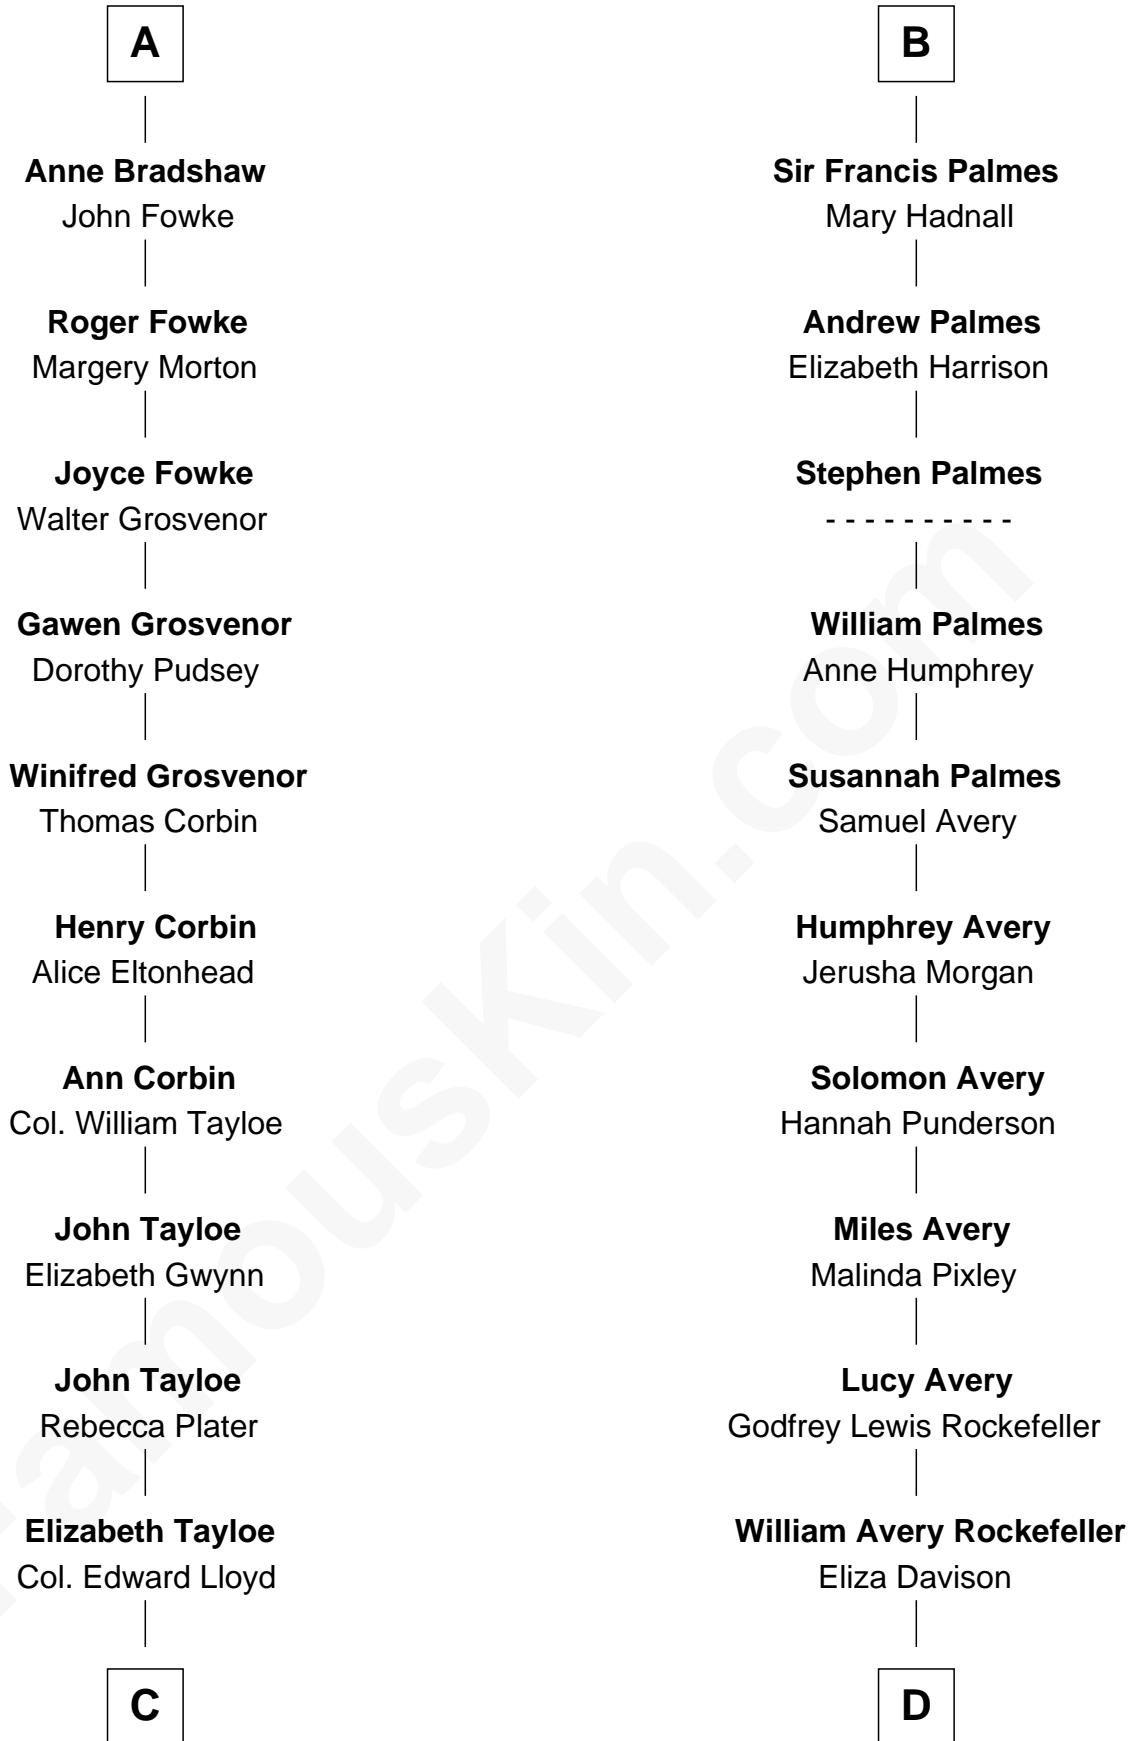 A
Anne Bradshaw
John Fowke
Roger Fowke
Margery Morton
Joyce Fowke
Walter Grosvenor
Gawen Grosvenor
Dorothy Pudsey
Winifred Grosvenor
Thomas Corbin
Henry Corbin
Alice Eltonhead
Ann Corbin
Col. William Tayloe
John Tayloe
Elizabeth Gwynn
John Tayloe
Rebecca Plater
Elizabeth Tayloe
Col. Edward Lloyd
C
B
Sir Francis Palmes
Mary Hadnall
Andrew Palmes
Elizabeth Harrison
Stephen Palmes
- - - - - - - - - -
William Palmes
Anne Humphrey
Susannah Palmes
Samuel Avery
Humphrey Avery
Jerusha Morgan
Solomon Avery
Hannah Punderson
Miles Avery
Malinda Pixley
Lucy Avery
Godfrey Lewis Rockefeller
William Avery Rockefeller
Eliza Davison
D
FamousKin.com